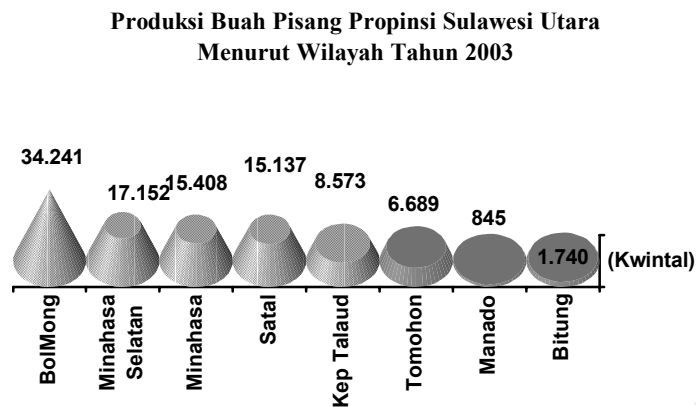 Produksi Buah Pisang Propinsi Sulawesi Utara
Menurut Wilayah Tahun 2003
34.241
17.152
15.408
15.137
8.573
6.689
845
1.740
(Kwintal)
BolMong
Minahasa
Selatan
Minahasa
Satal
Kep Talaud
Tomohon
Manado
Bitung